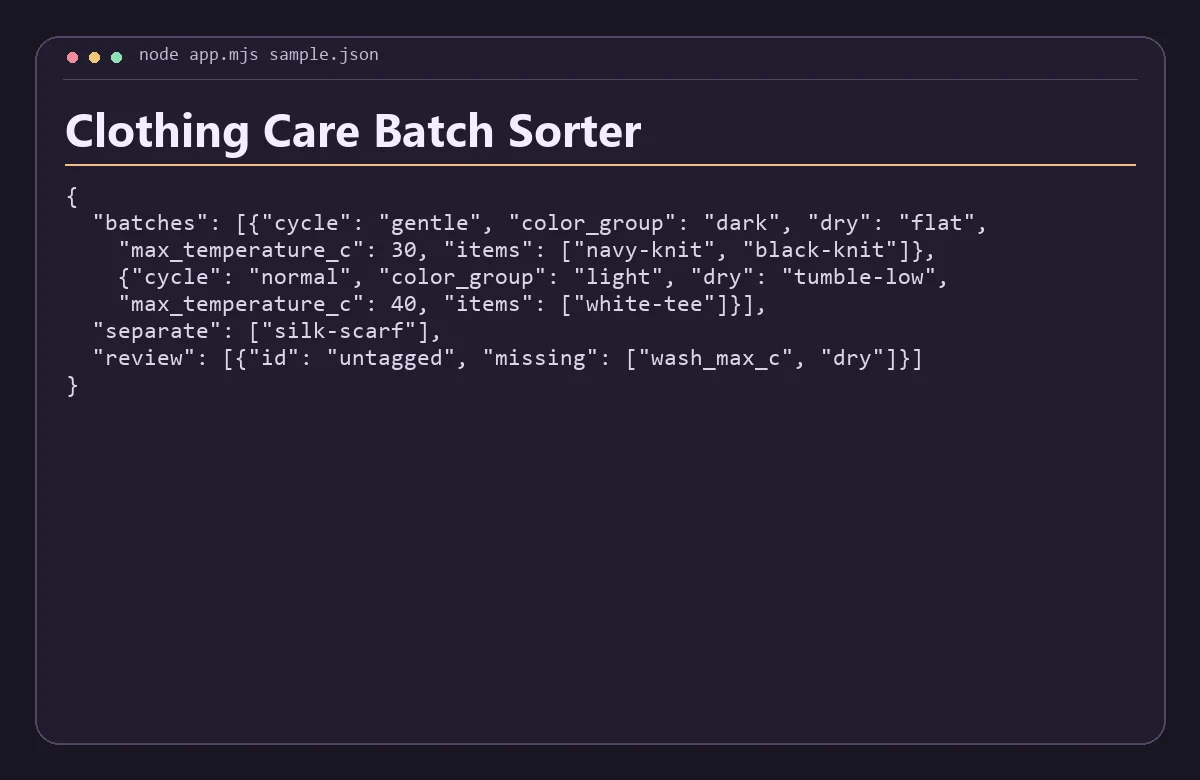 node app.mjs sample.json
Clothing Care Batch Sorter
{
"batches": [{"cycle": "gentle", "color_group": "dark", "dry": "flat",
"max_temperature_c": 30, "items": ["navy-knit", "black-knit"]},
{"cycle": "normal", "color_group": "light", "dry": "tumble-low",
"max_temperature_c": 40, "items": ["white-tee"]}],
"separate": ["silk-scarf"],
"review": [{"id": "untagged", "missing": ["wash_max_c", "dry"]}]
}